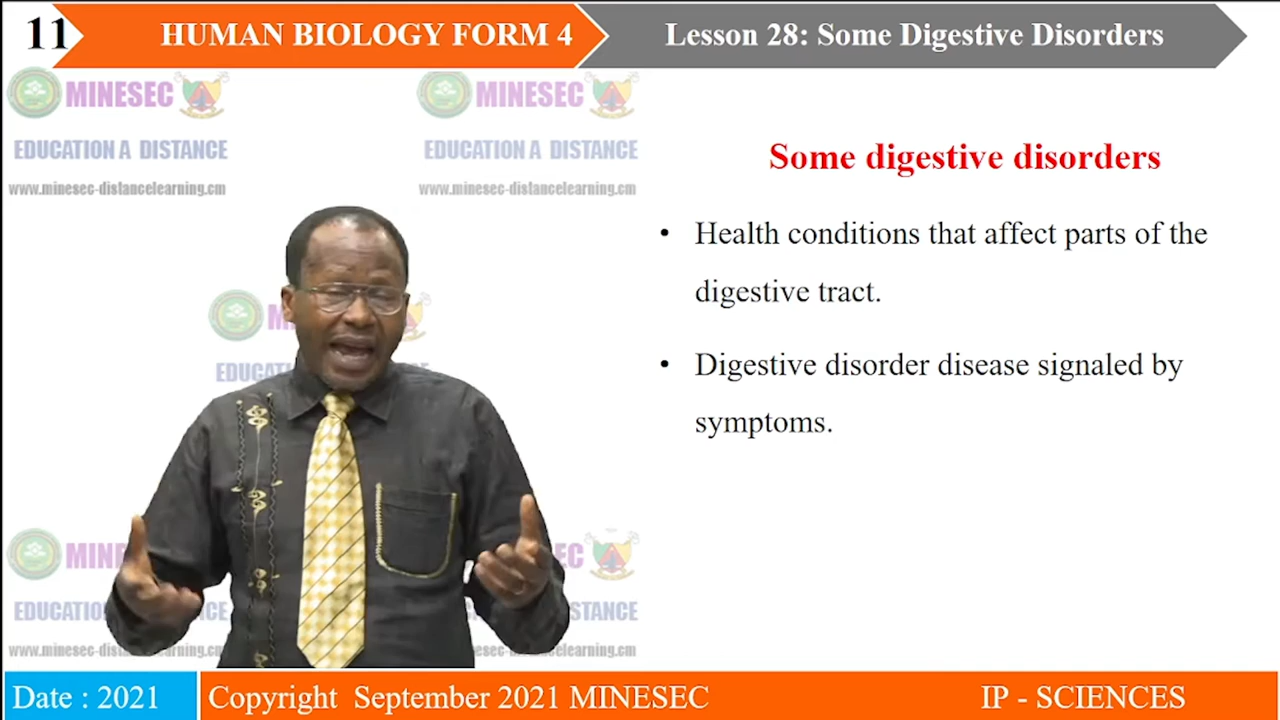 11
HUMAN BIOLOGY FORM 4
Lesson 28: Some Digestive Disorders
MINESEC
EDUCATION A DISTANCE
www.minesec-distancelearning.cm
MINESEC
EDUCATION A DISTANCE
www.minesec-distancelearning.cm
Some digestive disorders
• Health conditions that affect parts of the
digestive tract.
• Digestive disorder disease signaled by
symptoms.
Date : 2021
Copyright September 2021 MINESEC
IP - SCIENCES